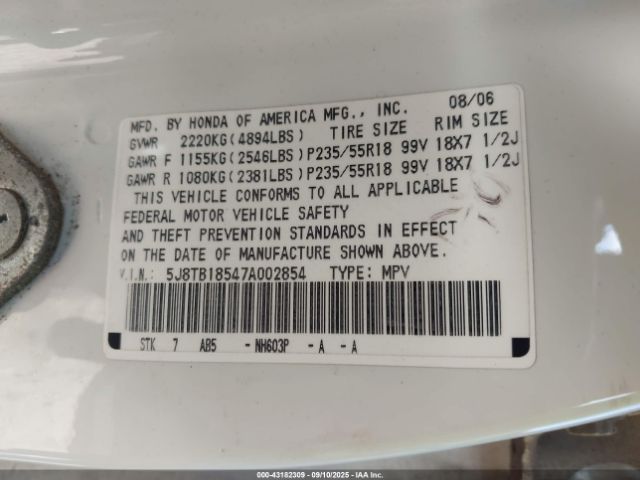 MFD. BY HONDA OF AMERICA MFG., INC. 08/06
GVWR 2220KG(4894LBS) TIRE SIZE RIM SIZE
GAWR F 1155KG(2546LBS)P235/55R18 99V 18X7 1/2J
GAWR R 1080KG(2381LBS)P235/55R18 99V 18X7 1/2J
THIS VEHICLE CONFORMS TO ALL APPLICABLE
FEDERAL MOTOR VEHICLE SAFETY
AND THEFT PREVENTION STANDARDS IN EFFECT
ON THE DATE OF MANUFACTURE SHOWN ABOVE.
V.I.N.: 5J8TB18547A002854 TYPE: MPV
STK 7 AB5 -NH603P -A -A
00-43182309 - 09/10/2025 - Copyright © IAA, LLC